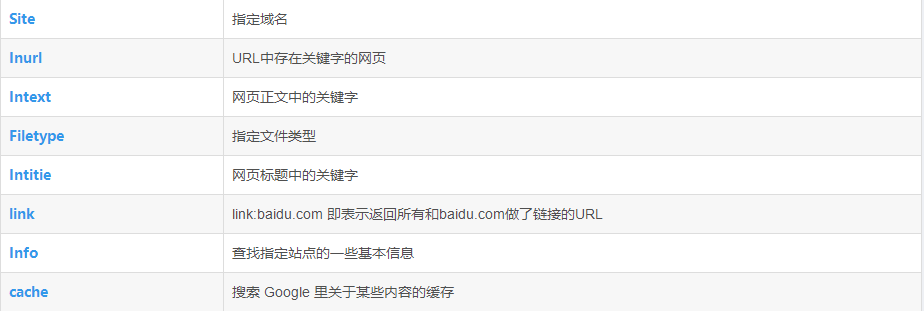 Site 指定域名
Inurl URL中存在关键字的网页
Intext 网页正文中的关键字
Filetype 指定文件类型
Intitie 网页标题中的关键字
link link:baidu.com 即表示返回所有和baidu.com做了链接的URL
Info 查找指定站点的一些基本信息
cache 搜索 Google 里关于某些内容的缓存